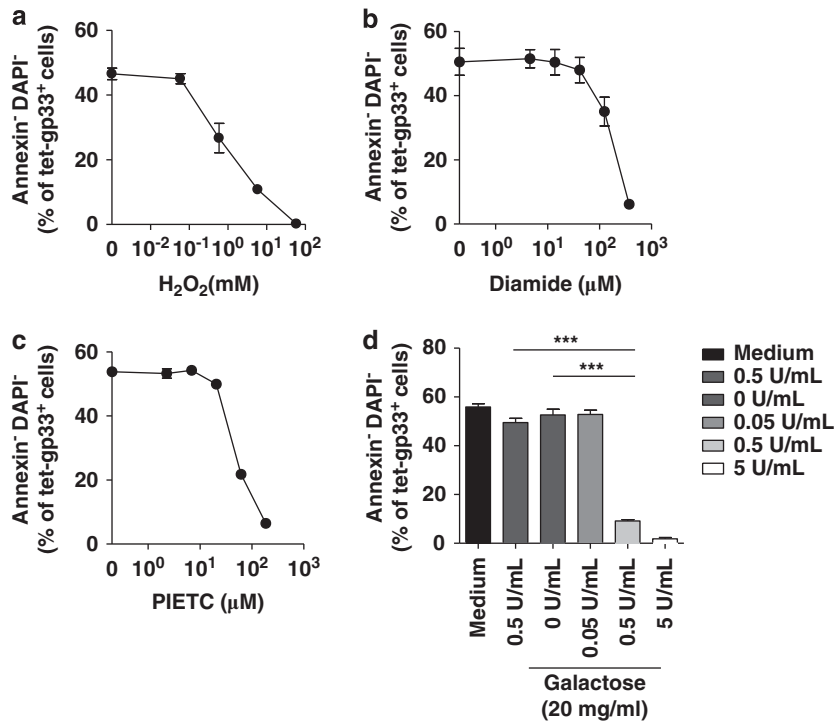 a
Annexin⁻ DAPI⁻
(% of tet-gp33⁺ cells)
60
40
20
0
0 10⁻² 10⁻¹ 10⁰ 10¹ 10²
H₂O₂(mM)
b
Annexin⁻ DAPI⁻
(% of tet-gp33⁺ cells)
60
40
20
0
0 10⁰ 10¹ 10² 10³
Diamide (µM)
c
Annexin⁻ DAPI⁻
(% of tet-gp33⁺ cells)
60
40
20
0
0 10⁰ 10¹ 10² 10³
PIETC (µM)
d
Annexin⁻ DAPI⁻
(% of tet-gp33⁺ cells)
80
60
40
20
0
***
***
Medium
0.5 U/mL
0 U/mL
0.05 U/mL
0.5 U/mL
5 U/mL
Galactose
(20 mg/ml)
Medium
0.5 U/mL
0 U/mL
0.05 U/mL
0.5 U/mL
5 U/mL